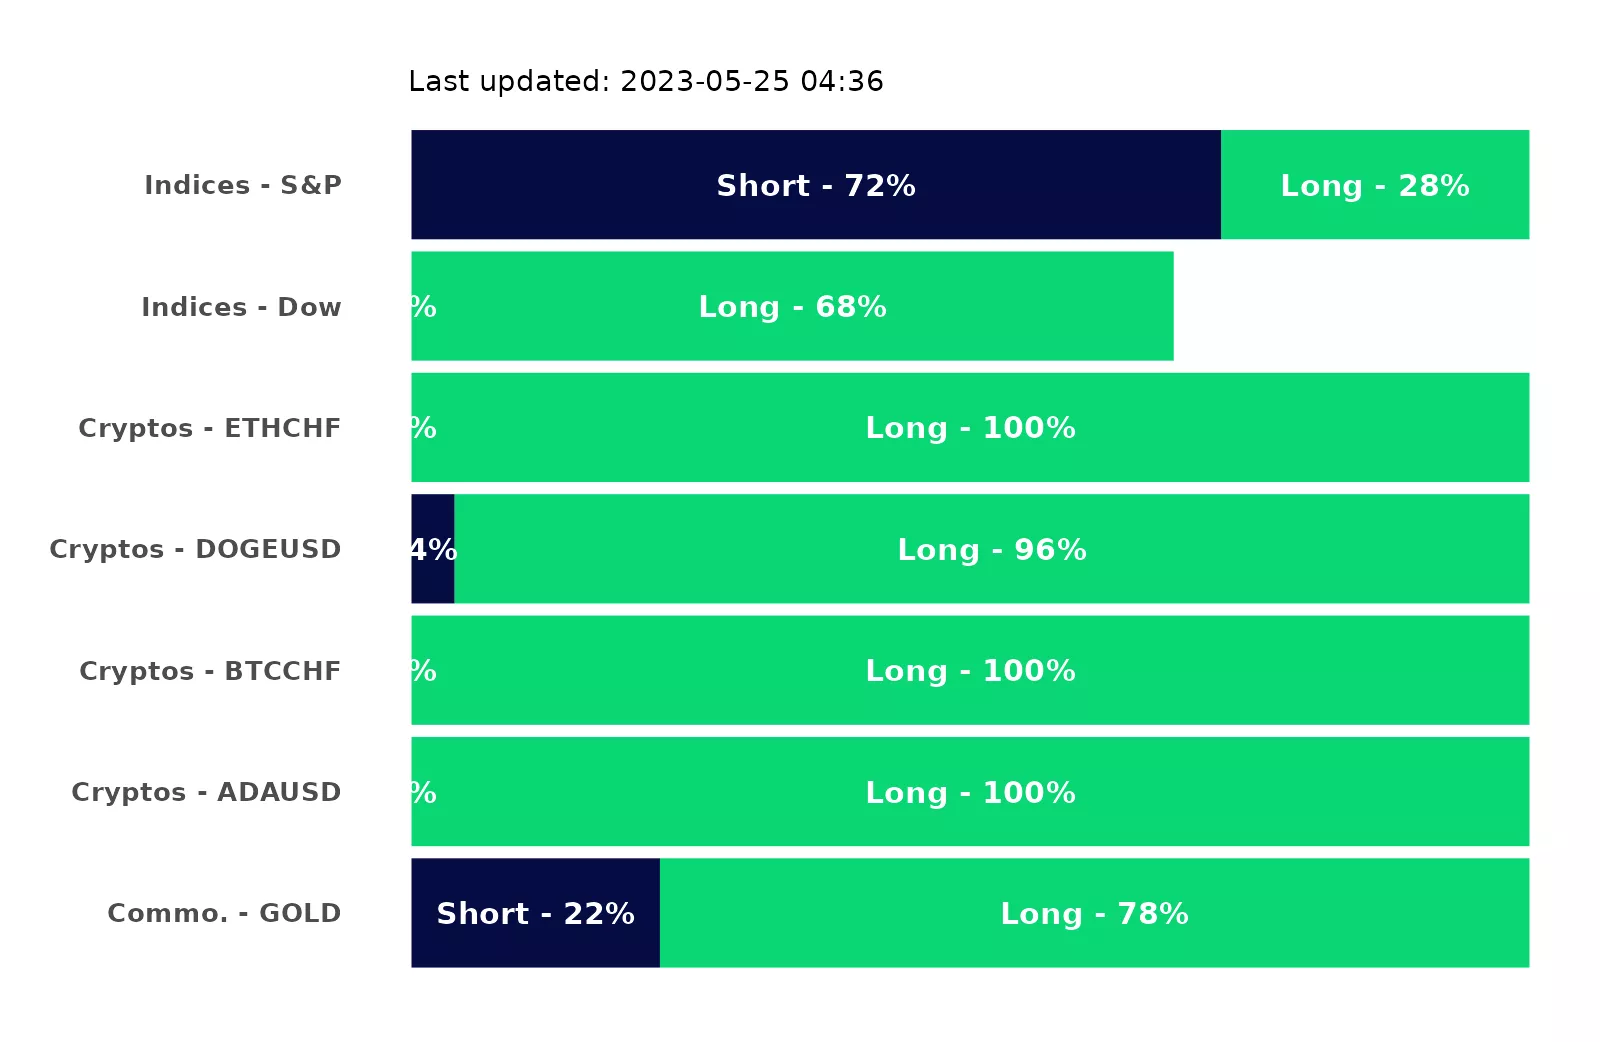 Last updated: 2023-05-25 04:36
Indices - S&P Short - 72% Long - 28%
Indices - Dow % Long - 68%
Cryptos - ETHCHF % Long - 100%
Cryptos - DOGEUSD 4% Long - 96%
Cryptos - BTCCHF % Long - 100%
Cryptos - ADAUSD % Long - 100%
Commo. - GOLD Short - 22% Long - 78%